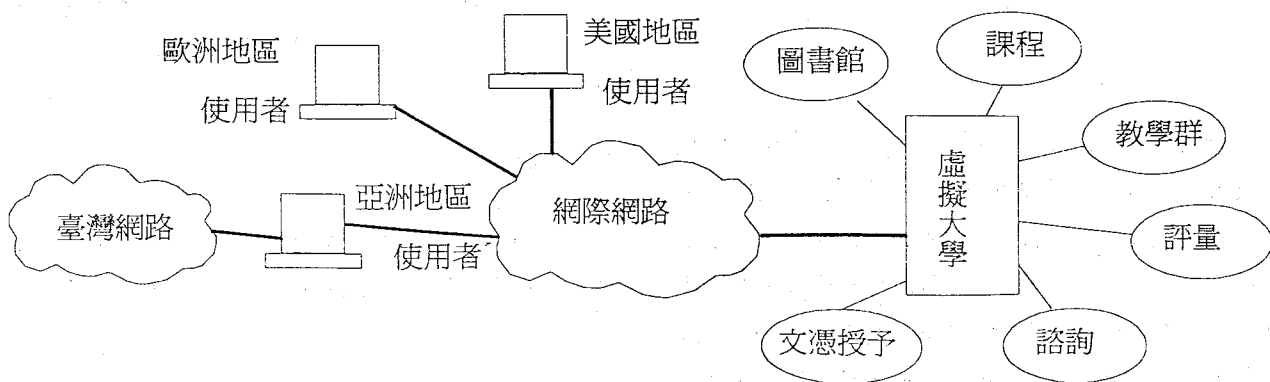 歐洲地區
使用者
美國地區
使用者
圖書館
課程
教學群
虛擬大學
評量
諮詢
文憑授予
網際網路
亞洲地區
使用者
臺灣網路